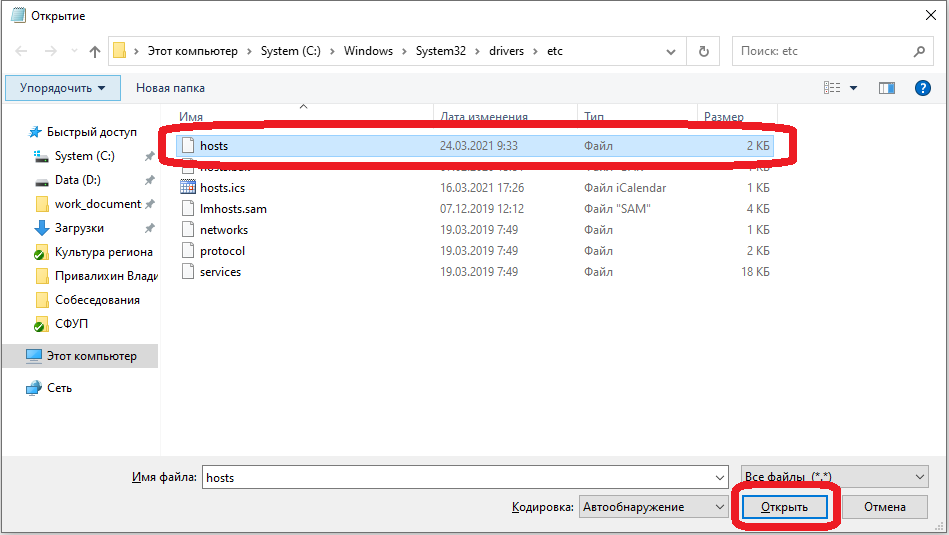 Открытие
Этот компьютер > System (C:) > Windows > System32 > drivers > etc
Поиск: etc
Упорядочить
Новая папка
Имя Дата изменения Тип Размер
Быстрый доступ
System (C:)
Data (D:)
work_document
Загрузки
Культура региона
Привалихин Влади
Собеседования
СФУП
Этот компьютер
Сеть
hosts 24.03.2021 9:33 Файл 2 КБ
hosts.ics 16.03.2021 17:26 Файл iCalendar 1 КБ
lmhosts.sam 07.12.2019 12:12 Файл "SAM" 4 КБ
networks 19.03.2019 7:49 Файл 1 КБ
protocol 19.03.2019 7:49 Файл 2 КБ
services 19.03.2019 7:49 Файл 18 КБ
Имя файла: hosts
Все файлы (*.*)
Кодировка: Автообнаружение
Открыть
Отмена